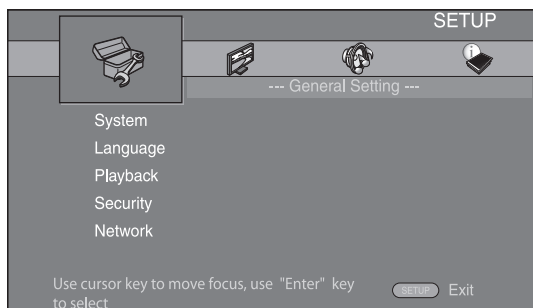 SETUP
--- General Setting ---
System
Language
Playback
Security
Network
Use cursor key to move focus, use "Enter" key
to select
SETUP Exit